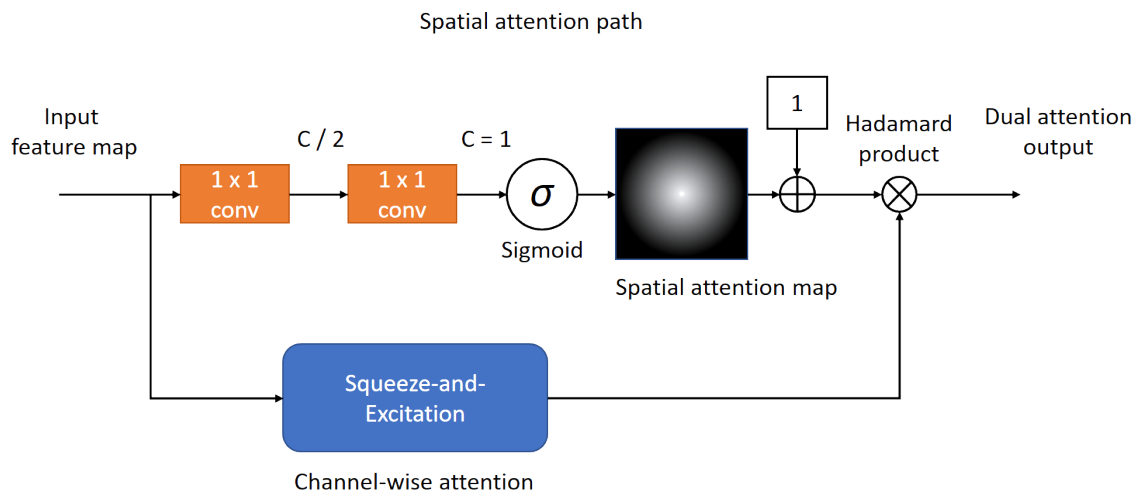 Spatial attention path
Input
feature map
1 x 1
conv
C / 2
1 x 1
conv
C = 1
σ
Sigmoid
Spatial attention map
1
Hadamard
product
Dual attention
output
Squeeze-and-
Excitation
Channel-wise attention